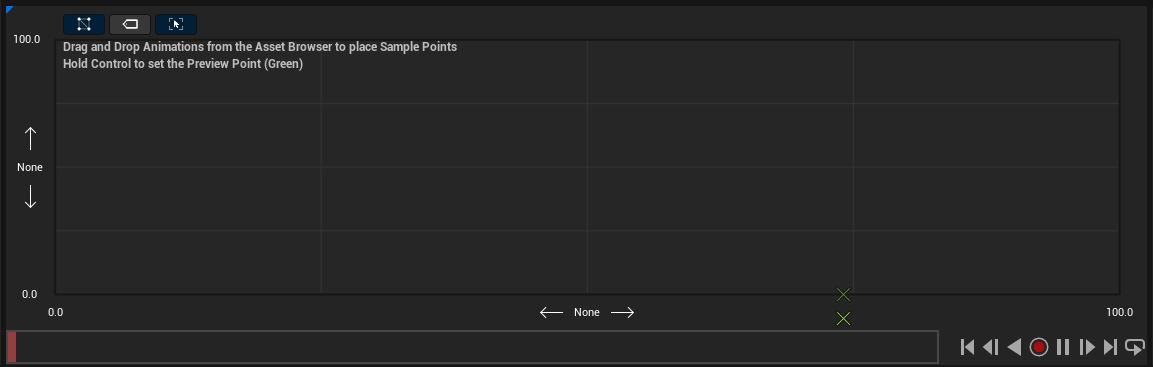 100.0
Drag and Drop Animations from the Asset Browser to place Sample Points
Hold Control to set the Preview Point (Green)
None
0.0
0.0
None
100.0